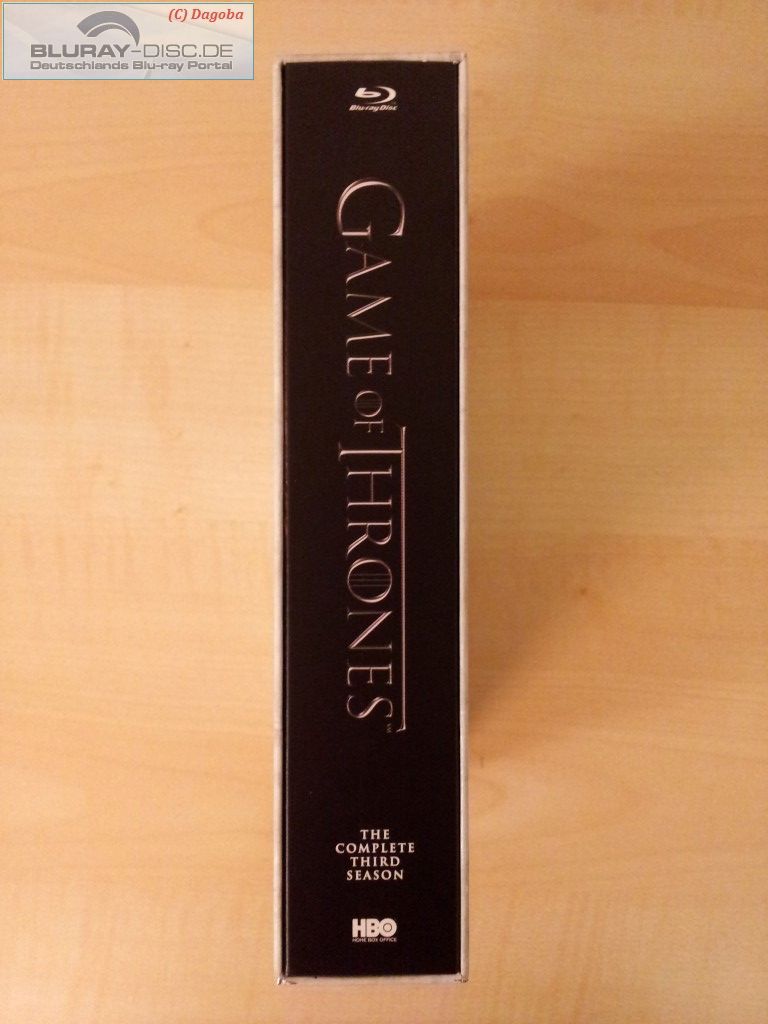 (C) Dagoba
BLURAY-DISC.DE
Deutschlands Blu-ray Portal
Blu-ray Disc
GAME OF THRONES
THE
COMPLETE
THIRD
SEASON
HBO
HOME BOX OFFICE